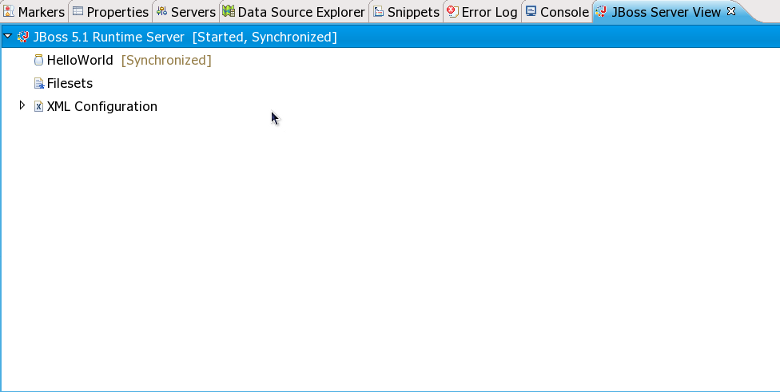 Markers Properties Servers Data Source Explorer Snippets Error Log Console JBoss Server View
JBoss 5.1 Runtime Server [Started, Synchronized]
HelloWorld [Synchronized]
Filesets
XML Configuration